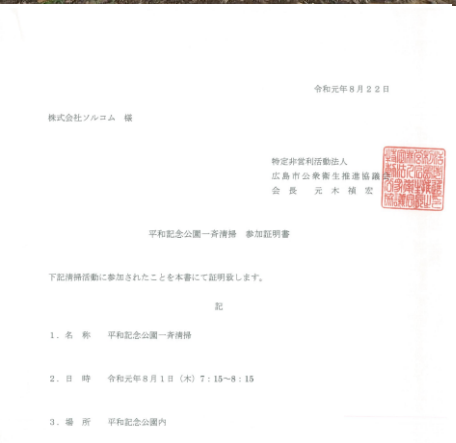 令和元年8月22日
株式会社ソルコム 様
特定非営利活動法人
広島市公衆衛生推進協議会
会 長 元 木 禎 宏
平和記念公園一斉清掃 参加証明書
下記清掃活動に参加されたことを本書にて証明致します。
記
1．名 称 平和記念公園一斉清掃
2．日 時 令和元年8月1日（木）7：15~8：15
3．場 所 平和記念公園内